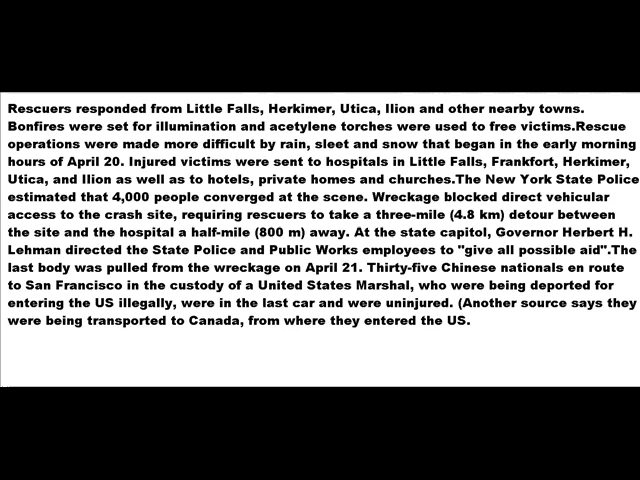 Rescuers responded from Little Falls, Herkimer, Utica, Ilion and other nearby towns.
Bonfires were set for illumination and acetylene torches were used to free victims.Rescue
operations were made more difficult by rain, sleet and snow that began in the early morning
hours of April 20. Injured victims were sent to hospitals in Little Falls, Frankfort, Herkimer,
Utica, and Ilion as well as to hotels, private homes and churches.The New York State Police
estimated that 4,000 people converged at the scene. Wreckage blocked direct vehicular
access to the crash site, requiring rescuers to take a three-mile (4.8 km) detour between
the site and the hospital a half-mile (800 m) away. At the state capitol, Governor Herbert H.
Lehman directed the State Police and Public Works employees to "give all possible aid".The
last body was pulled from the wreckage on April 21. Thirty-five Chinese nationals en route
to San Francisco in the custody of a United States Marshal, who were being deported for
entering the US illegally, were in the last car and were uninjured. (Another source says they
were being transported to Canada, from where they entered the US.